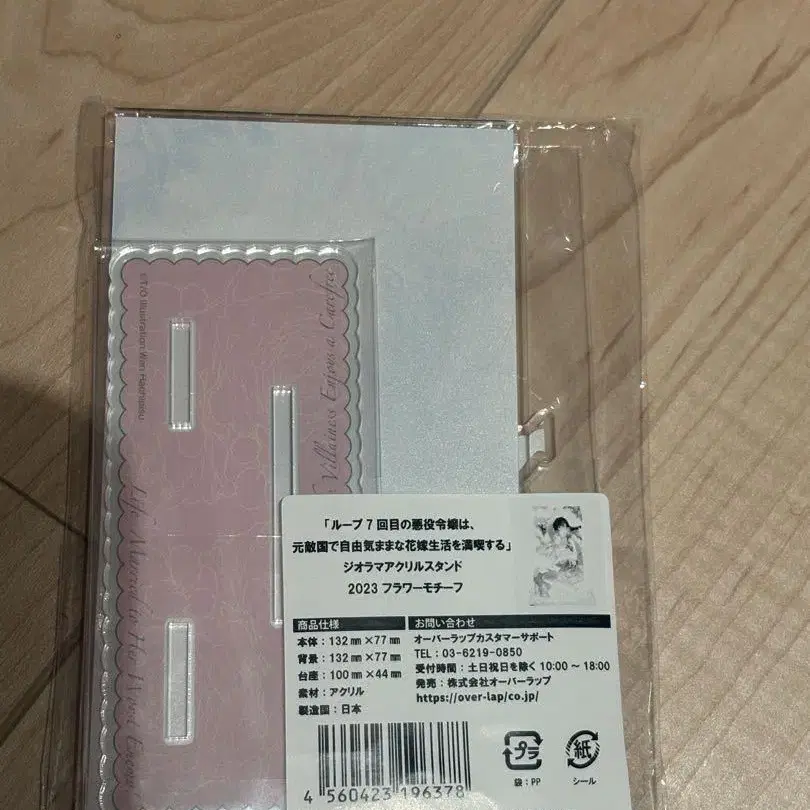 ©T/O Illustration Wan Hachipisu
Villainess Enjoys a Carefree
Life Married to Her Worst Enemy
「ループ7回目の悪役令嬢は、
元敵国で自由気ままな花嫁生活を満喫する」
ジオラマアクリルスタンド
2023 フラワーモチーフ
商品仕様
本体：132㎜×77㎜
背景：132㎜×77㎜
台座：100㎜×44㎜
素材：アクリル
製造国：日本
お問い合わせ
オーバーラップカスタマーサポート
TEL：03-6219-0850
受付時間：土日祝日を除く 10:00～18:00
発売：株式会社オーバーラップ
https://over-lap/co.jp/
4 560423 196378
プラ
袋：PP
紙
シール